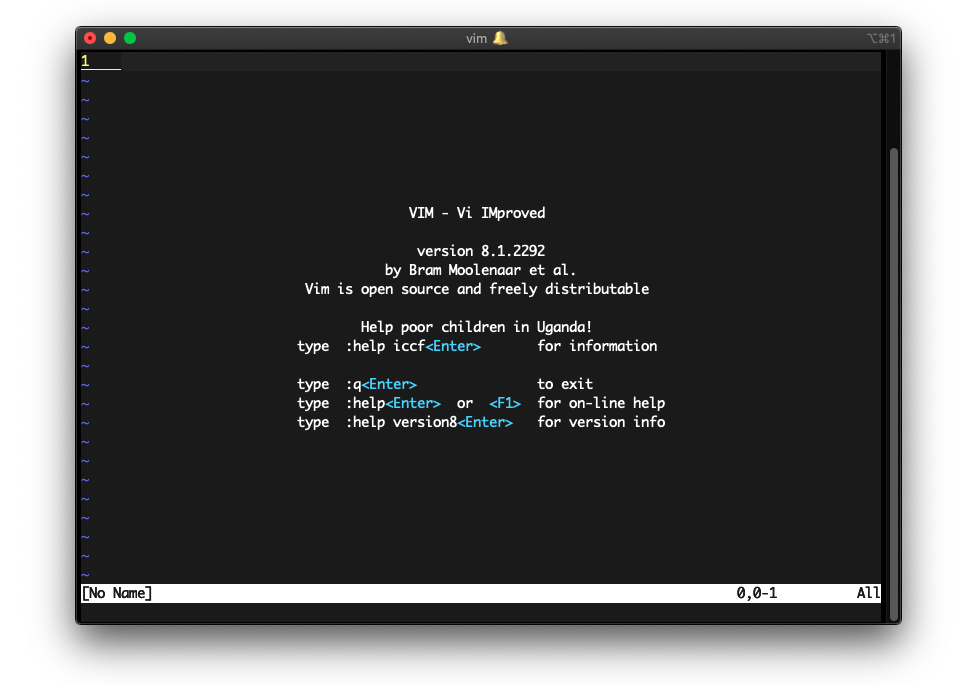 vim 🔔 ⌥⌘1
1
~
~
~
~
~
~
~
~ VIM - Vi IMproved
~
~ version 8.1.2292
~ by Bram Moolenaar et al.
~ Vim is open source and freely distributable
~
~ Help poor children in Uganda!
~ type :help iccf<Enter> for information
~
~ type :q<Enter> to exit
~ type :help<Enter> or <F1> for on-line help
~ type :help version8<Enter> for version info
~
~
~
~
~
~
~
~
[No Name] 0,0-1 All